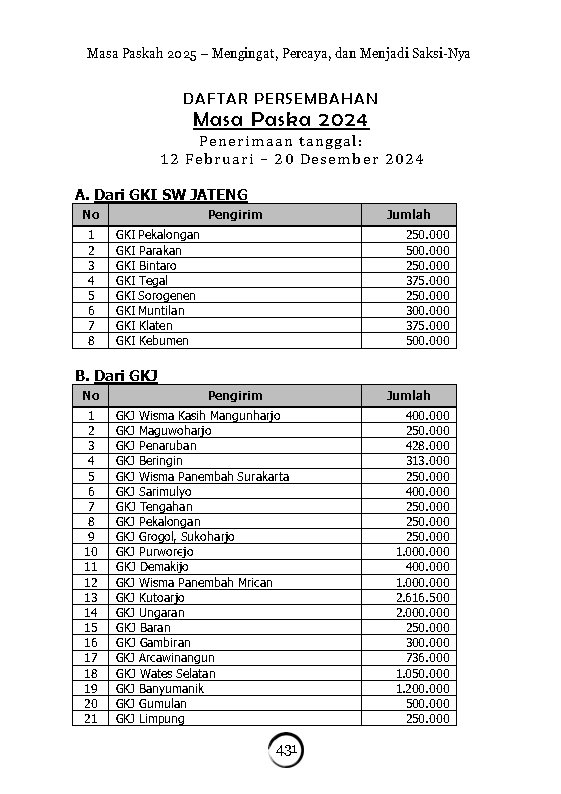 Masa Paskah 2025 – Mengingat, Percaya, dan Menjadi Saksi-Nya
DAFTAR PERSEMBAHAN
Masa Paska 2024
Penerimaan tanggal:
12 Februari – 20 Desember 2024
A. Dari GKI SW JATENG
No Pengirim Jumlah
1 GKI Pekalongan 250.000
2 GKI Parakan 500.000
3 GKI Bintaro 250.000
4 GKI Tegal 375.000
5 GKI Sorogenen 250.000
6 GKI Muntilan 300.000
7 GKI Klaten 375.000
8 GKI Kebumen 500.000
B. Dari GKJ
No Pengirim Jumlah
1 GKJ Wisma Kasih Mangunharjo 400.000
2 GKJ Maguwoharjo 250.000
3 GKJ Penaruban 428.000
4 GKJ Beringin 313.000
5 GKJ Wisma Panembah Surakarta 250.000
6 GKJ Sarimulyo 400.000
7 GKJ Tengahan 250.000
8 GKJ Pekalongan 250.000
9 GKJ Grogol, Sukoharjo 250.000
10 GKJ Purworejo 1.000.000
11 GKJ Demakijo 400.000
12 GKJ Wisma Panembah Mrican 1.000.000
13 GKJ Kutoarjo 2.616.500
14 GKJ Ungaran 2.000.000
15 GKJ Baran 250.000
16 GKJ Gambiran 300.000
17 GKJ Arcawinangun 736.000
18 GKJ Wates Selatan 1.050.000
19 GKJ Banyumanik 1.200.000
20 GKJ Gumulan 500.000
21 GKJ Limpung 250.000
431